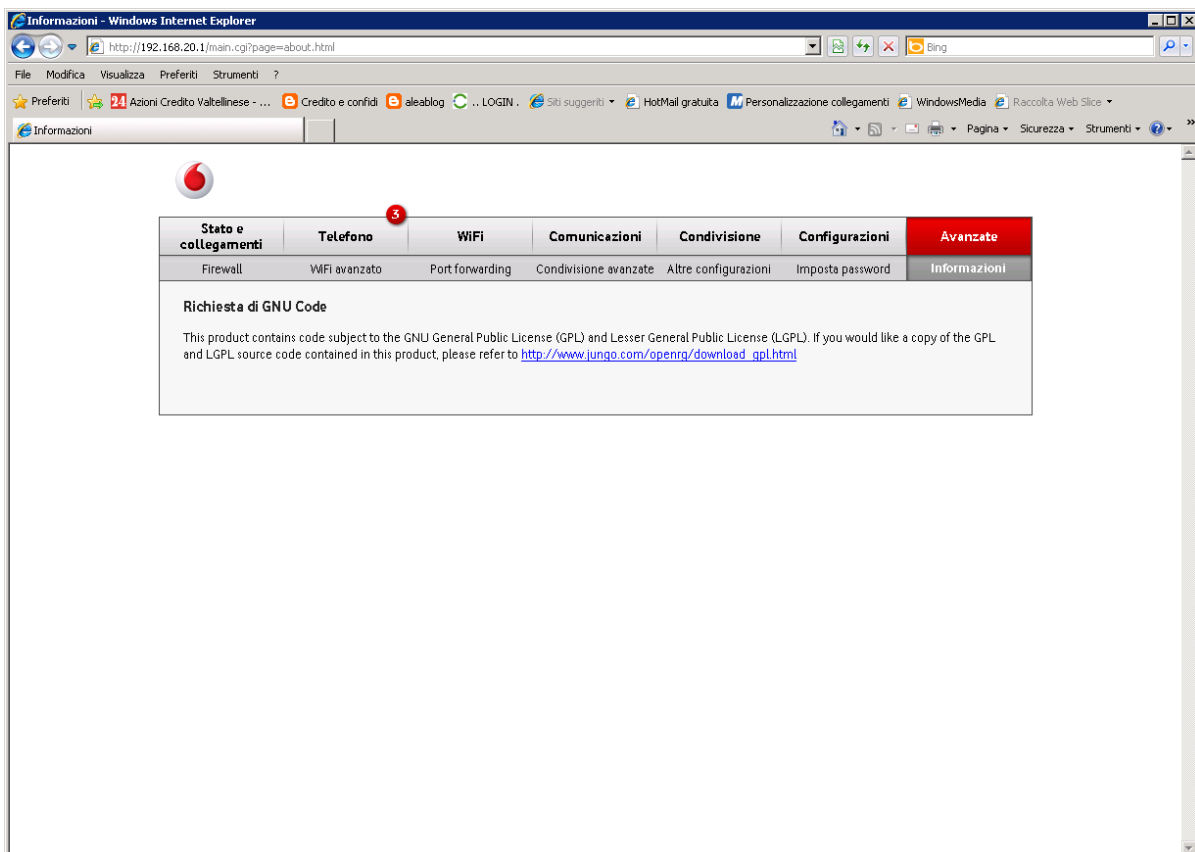 Informazioni - Windows Internet Explorer
http://192.168.20.1/main.cgi?page=about.html
Bing
File Modifica Visualizza Preferiti Strumenti ?
Preferiti 24 Azioni Credito Valtellinese - ... Credito e confidi aleablog .. LOGIN . Siti suggeriti HotMail gratuita M Personalizzazione collegamenti WindowsMedia Raccolta Web Slice
Informazioni Pagina Sicurezza Strumenti »
3
Stato e collegamenti Telefono WiFi Comunicazioni Condivisione Configurazioni Avanzate
Firewall WiFi avanzato Port forwarding Condivisione avanzate Altre configurazioni Imposta password Informazioni
Richiesta di GNU Code
This product contains code subject to the GNU General Public License (GPL) and Lesser General Public License (LGPL). If you would like a copy of the GPL
and LGPL source code contained in this product, please refer to http://www.jungo.com/openrg/download_gpl.html